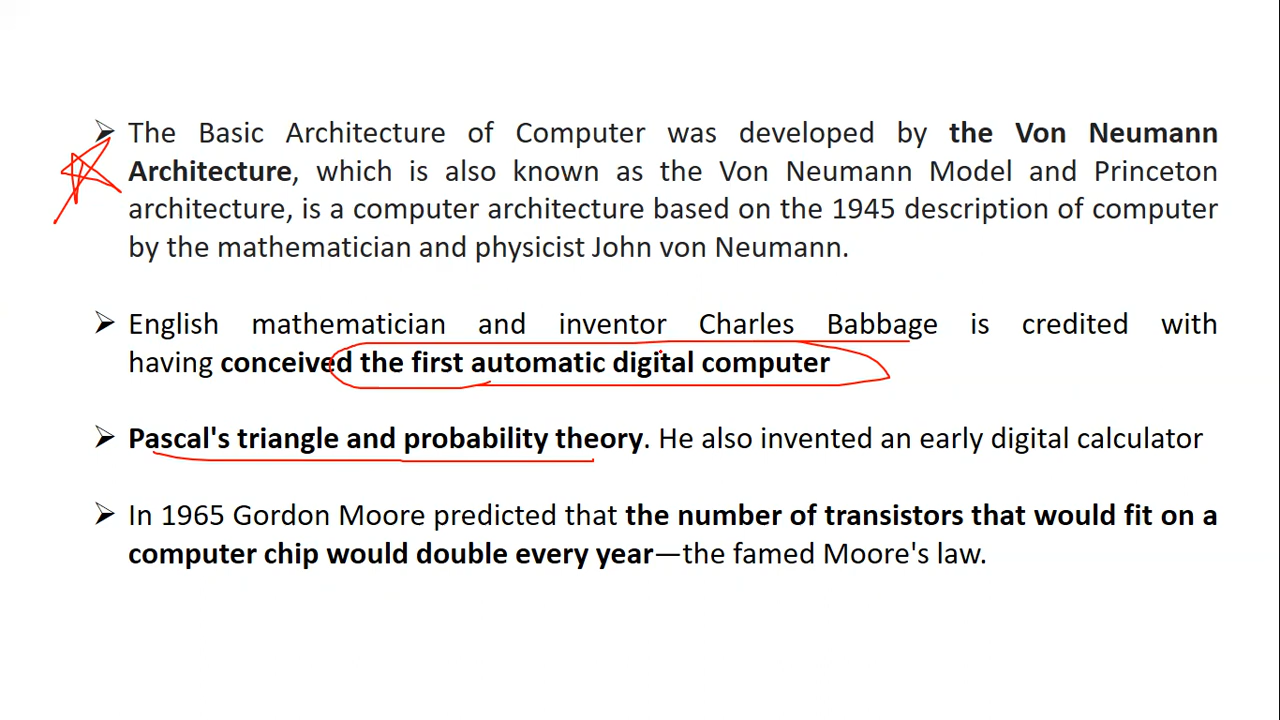 The Basic Architecture of Computer was developed by the Von Neumann
Architecture, which is also known as the Von Neumann Model and Princeton
architecture, is a computer architecture based on the 1945 description of computer
by the mathematician and physicist John von Neumann.
English mathematician and inventor Charles Babbage is credited with
having conceived the first automatic digital computer
Pascal's triangle and probability theory. He also invented an early digital calculator
In 1965 Gordon Moore predicted that the number of transistors that would fit on a
computer chip would double every year—the famed Moore's law.